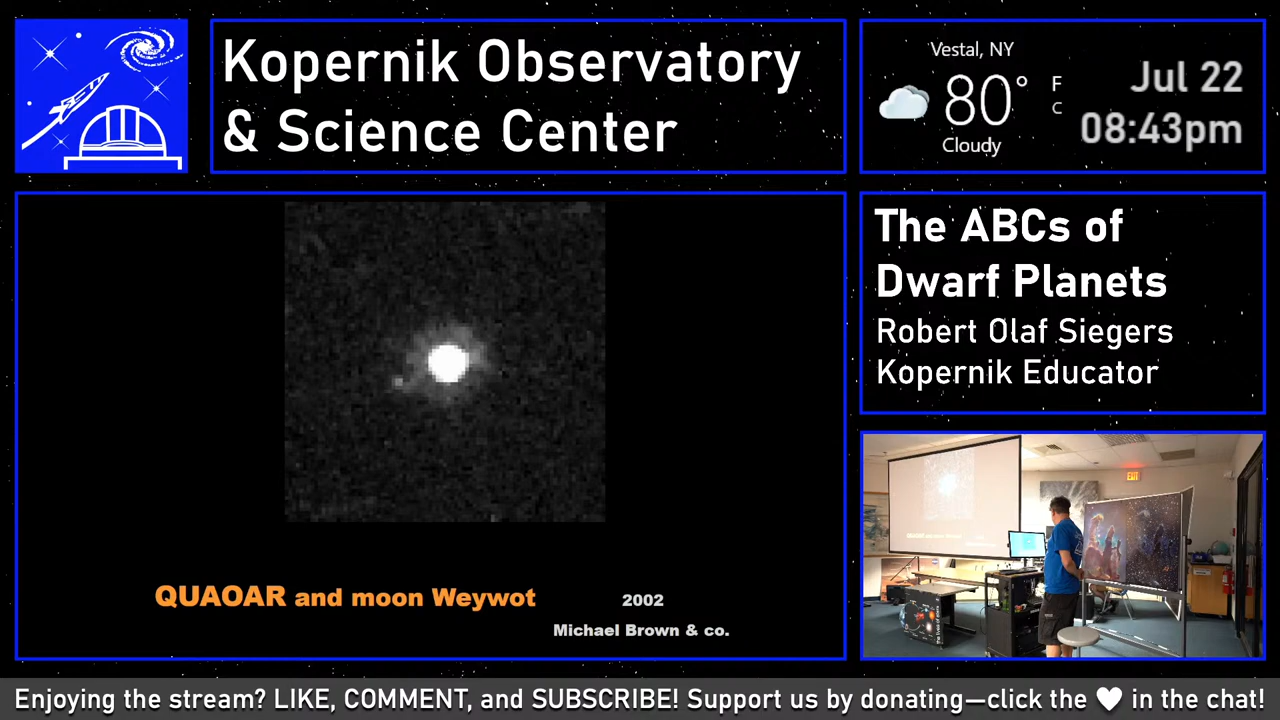 Kopernik Observatory
& Science Center
Vestal, NY
80°
F
C
Cloudy
Jul 22
08:43pm
The ABCs of
Dwarf Planets
Robert Olaf Siegers
Kopernik Educator
QUAOAR and moon Weywot
2002
Michael Brown & co.
EXIT
Enjoying the stream? LIKE, COMMENT, and SUBSCRIBE! Support us by donating—click the ♥ in the chat!